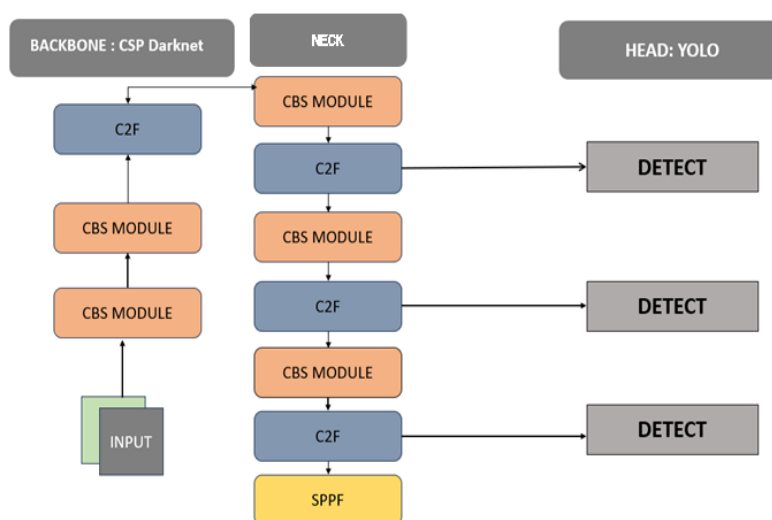 BACKBONE : CSP Darknet
NECK
HEAD: YOLO
C2F
CBS MODULE
CBS MODULE
INPUT
CBS MODULE
C2F
CBS MODULE
C2F
CBS MODULE
C2F
SPPF
DETECT
DETECT
DETECT